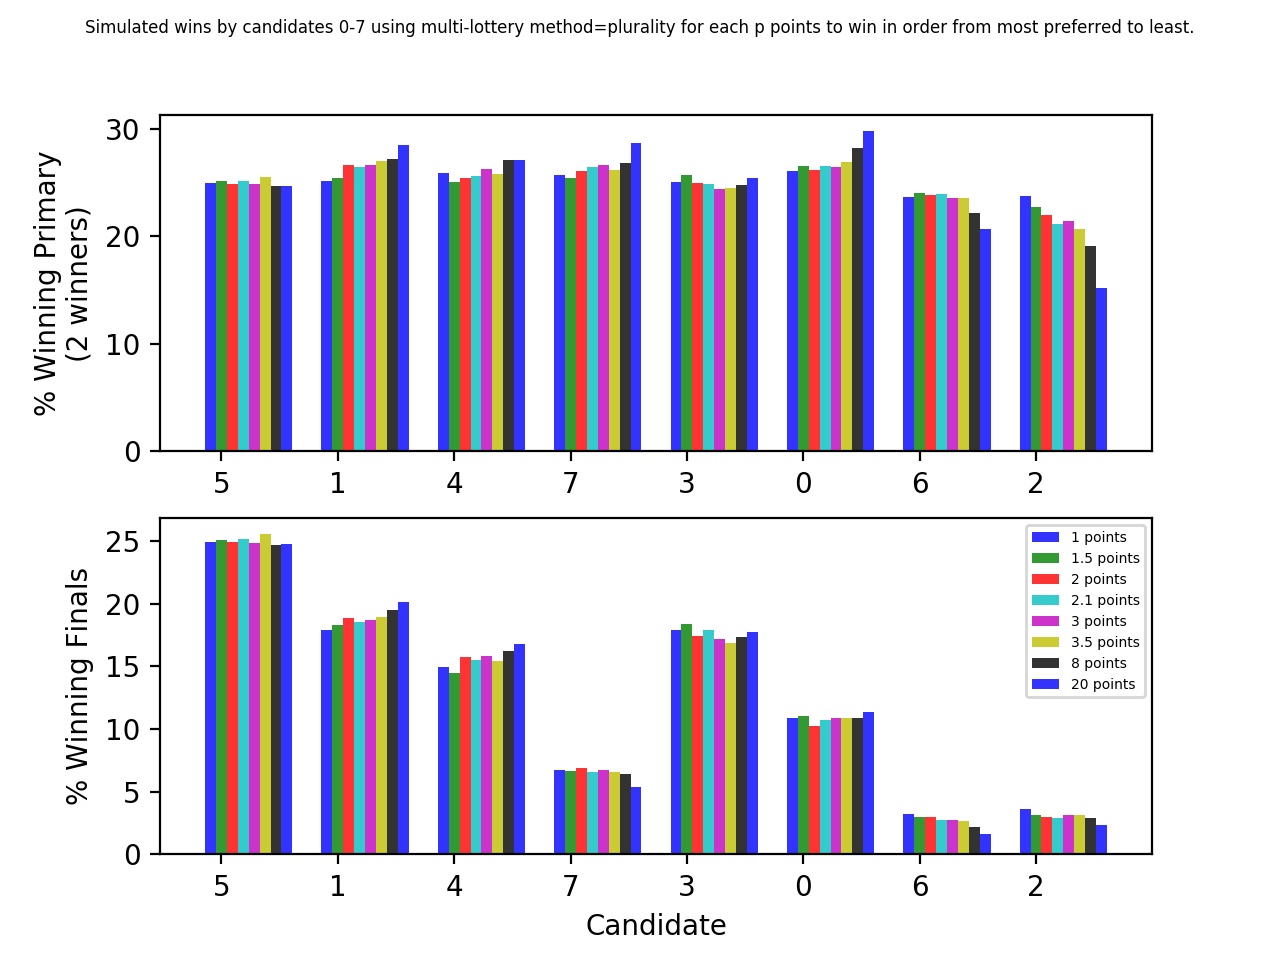 Simulated wins by candidates 0-7 using multi-lottery method=plurality for each p points to win in order from most preferred to least.
% Winning Primary
(2 winners)
30
20
10
0
5 1 4 7 3 0 6 2
% Winning Finals
25
20
15
10
5
0
1 points
1.5 points
2 points
2.1 points
3 points
3.5 points
8 points
20 points
5 1 4 7 3 0 6 2
Candidate